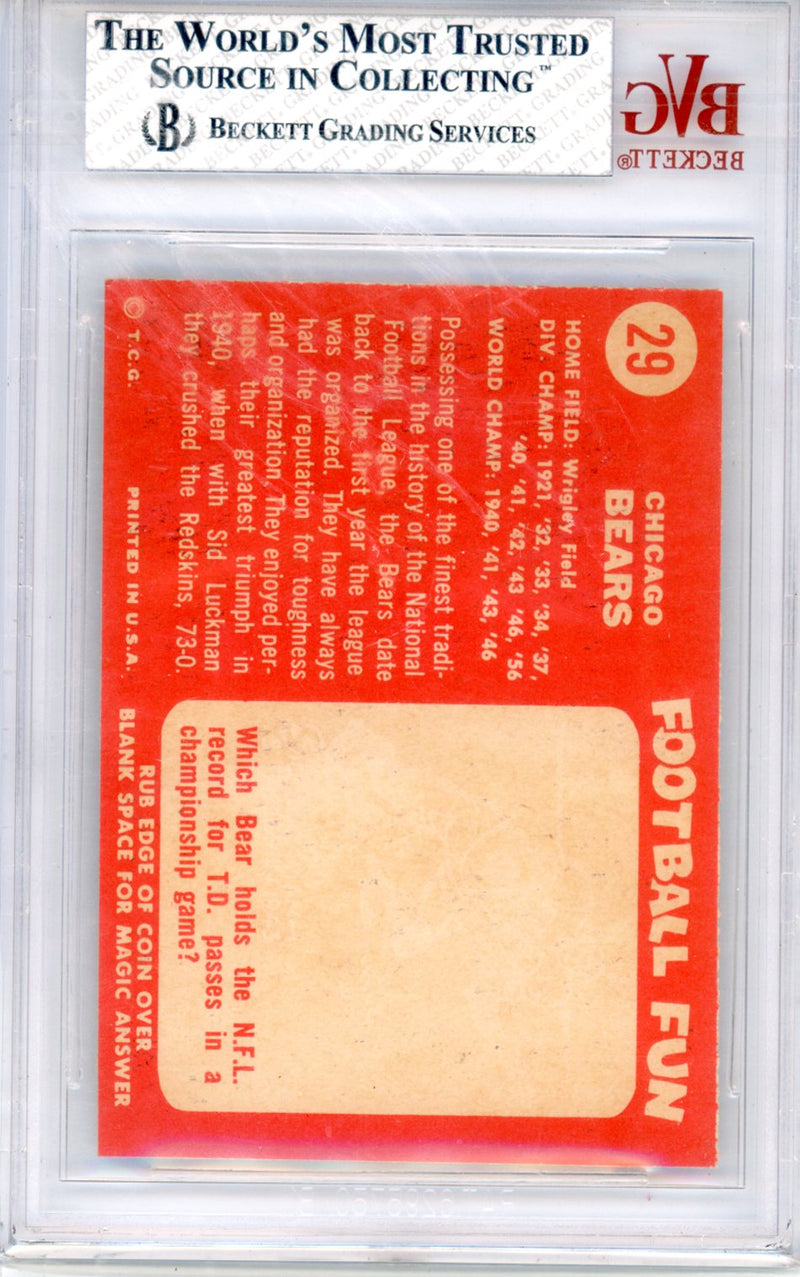 THE WORLD'S MOST TRUSTED
SOURCE IN COLLECTING™
BECKETT GRADING SERVICES
BVG
BECKETT®
29
CHICAGO
BEARS
HOME FIELD: Wrigley Field
DIV. CHAMP: 1921, '32, '33, '34, '37,
'40, '41, '42, '43 '46, '56
WORLD CHAMP: 1940, '41, '43, '46
Possessing one of the finest tradi-
tions in the history of the National
Football League, the Bears date
back to the first year the league
was organized. They have always
had the reputation for toughness
and organization. They enjoyed per-
haps their greatest triumph in
1940, when with Sid Luckman
they crushed the Redskins, 73-0.
© T.C.G.
PRINTED IN U.S.A.
FOOTBALL FUN
Which Bear holds the N.F.L.
record for T.D. passes in a
championship game?
RUB EDGE OF COIN OVER
BLANK SPACE FOR MAGIC ANSWER